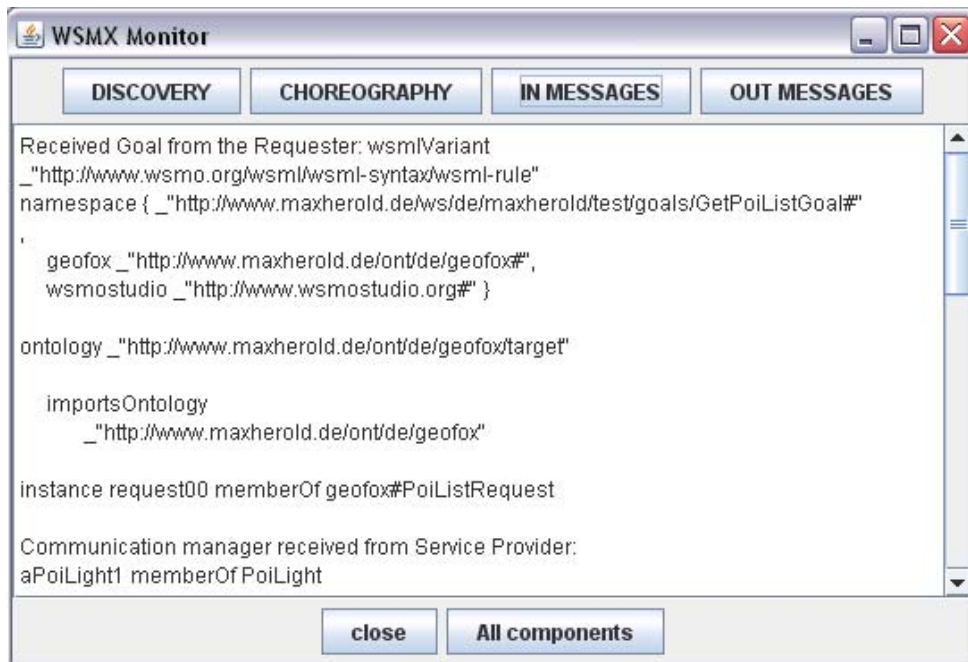 WSMX Monitor
DISCOVERY CHOREOGRAPHY IN MESSAGES OUT MESSAGES
Received Goal from the Requester: wsmlVariant
_"http://www.wsmo.org/wsml/wsml-syntax/wsml-rule"
namespace { _"http://www.maxherold.de/ws/de/maxherold/test/goals/GetPoiListGoal#"
,
geofox _"http://www.maxherold.de/ont/de/geofox#",
wsmostudio _"http://www.wsmostudio.org#" }
ontology _"http://www.maxherold.de/ont/de/geofox/target"
importsOntology
_"http://www.maxherold.de/ont/de/geofox"
instance request00 memberOf geofox#PoiListRequest
Communication manager received from Service Provider:
aPoiLight1 memberOf PoiLight
close All components